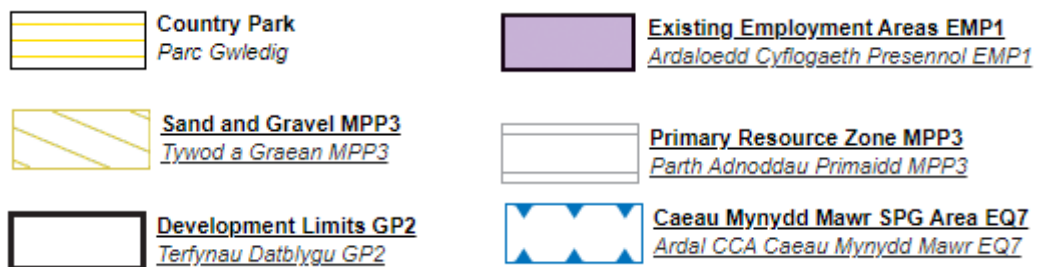 Country Park
Parc Gwledig
Existing Employment Areas EMP1
Ardaloedd Cyflogaeth Presennol EMP1
Sand and Gravel MPP3
Tywod a Graean MPP3
Primary Resource Zone MPP3
Parth Adnoddau Primaidd MPP3
Development Limits GP2
Terfynau Datblygu GP2
Caeau Mynydd Mawr SPG Area EQ7
Ardal CCA Caeau Mynydd Mawr EQ7